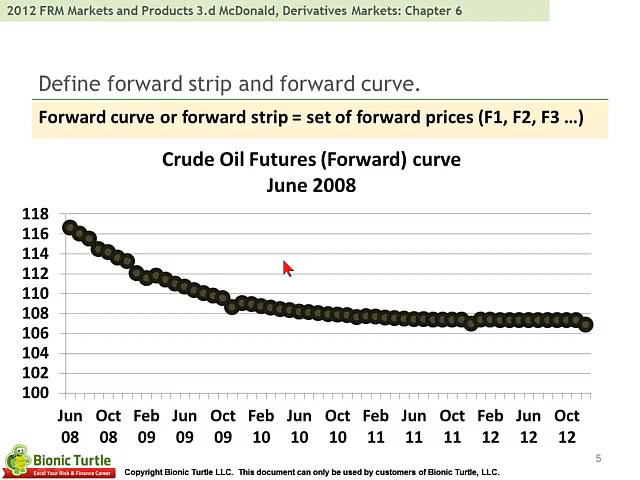 2012 FRM Markets and Products 3.d McDonald, Derivatives Markets: Chapter 6
Define forward strip and forward curve.
Forward curve or forward strip = set of forward prices (F1, F2, F3 …)
Crude Oil Futures (Forward) curve
June 2008
118
116
114
112
110
108
106
104
102
100
Jun Oct Feb Jun Oct Feb Jun Oct Feb Jun Oct Feb Jun Oct
08 08 09 09 09 10 10 10 11 11 11 12 12 12
5
Bionic Turtle
Excel Your Risk & Finance Career
Copyright Bionic Turtle LLC. This document can only be used by customers of Bionic Turtle, LLC.